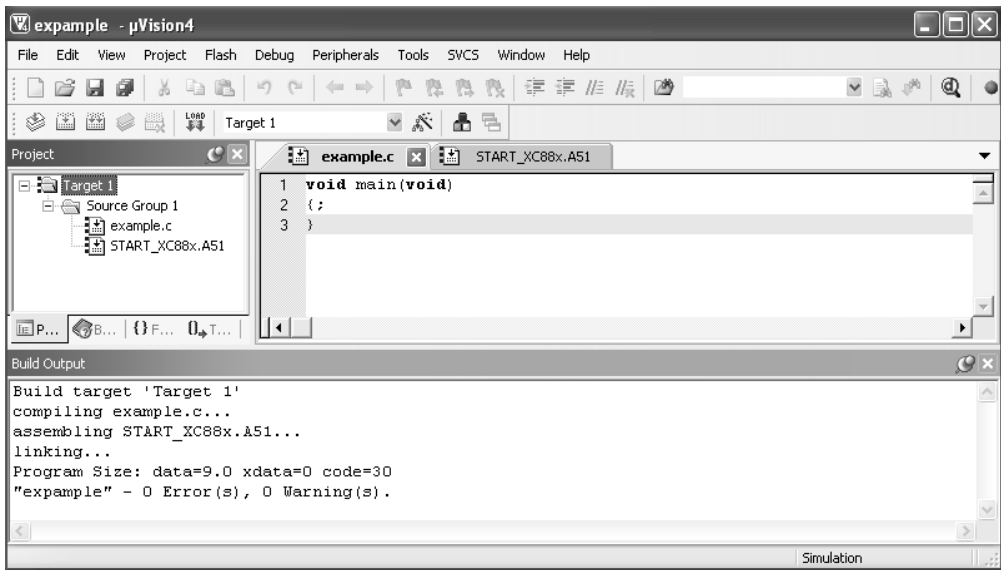 expample - µVision4
File Edit View Project Flash Debug Peripherals Tools SVCS Window Help
LOAD Target 1
Project
example.c START_XC88x.A51
Target 1
Source Group 1
example.c
START_XC88x.A51
1 void main(void)
2 {;
3 }
P... B... {} F... 0 T...
Build Output
Build target 'Target 1'
compiling example.c...
assembling START_XC88x.A51...
linking...
Program Size: data=9.0 xdata=0 code=30
"expample" - 0 Error(s), 0 Warning(s).
Simulation